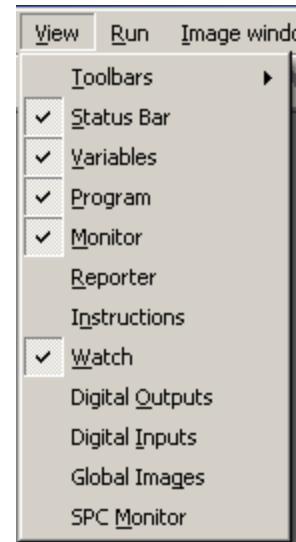 View Run Image windo
Toolbars
Status Bar
Variables
Program
Monitor
Reporter
Instructions
Watch
Digital Outputs
Digital Inputs
Global Images
SPC Monitor